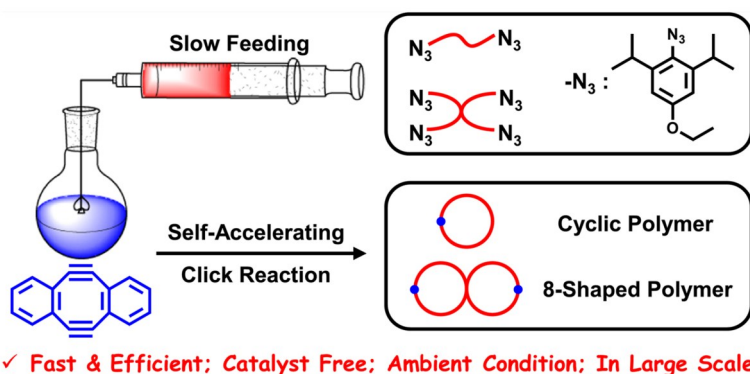 Slow Feeding
N₃ N₃
N₃ N₃
N₃ N₃
-N₃ :
N₃
O
Self-Accelerating
Click Reaction
Cyclic Polymer
8-Shaped Polymer
✓ Fast & Efficient; Catalyst Free; Ambient Condition; In Large Scale